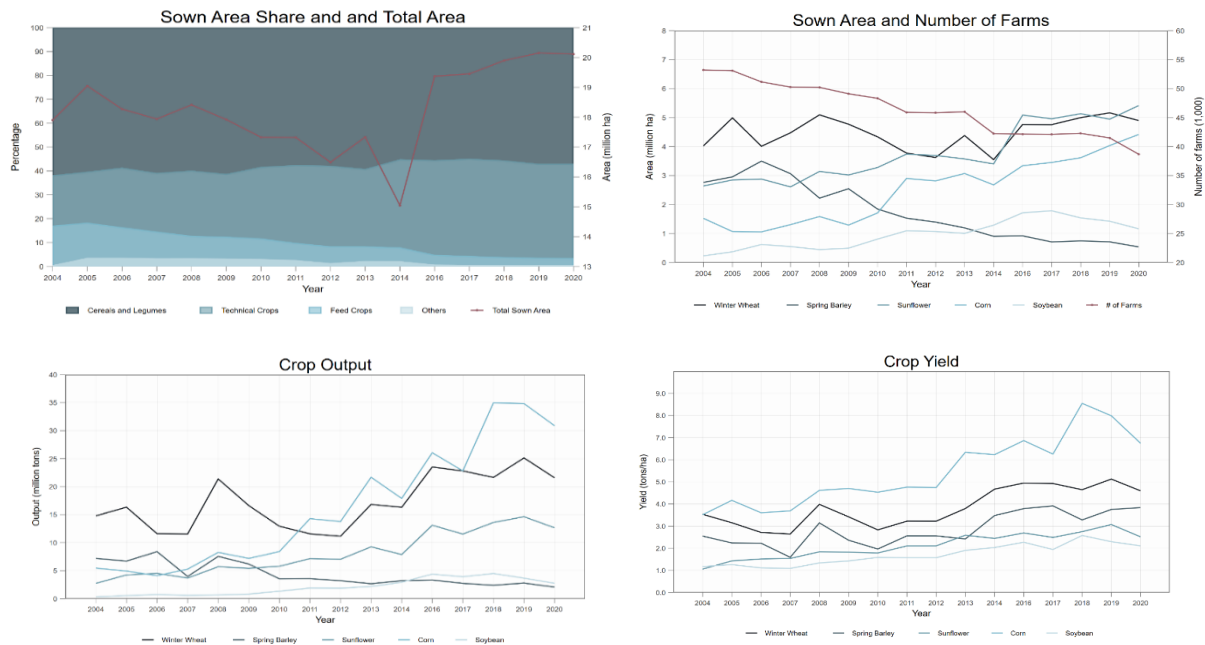 Sown Area Share and and Total Area
100
90
80
70
60
50
40
30
20
10
0
Percentage
21
20
19
18
17
16
15
14
13
Area (million ha)
2004 2005 2006 2007 2008 2009 2010 2011 2012 2013 2014 2016 2017 2018 2019 2020
Year
Cereals and Legumes Technical Crops Feed Crops Others Total Sown Area
Sown Area and Number of Farms
8
7
6
5
4
3
2
1
0
Area (million ha)
60
55
50
45
40
35
30
25
20
Number of farms (1,000)
2004 2005 2006 2007 2008 2009 2010 2011 2012 2013 2014 2016 2017 2018 2019 2020
Year
Winter Wheat Spring Barley Sunflower Corn Soybean # of Farms
Crop Output
40
35
30
25
20
15
10
5
0
Output (million tons)
2004 2005 2006 2007 2008 2009 2010 2011 2012 2013 2014 2016 2017 2018 2019 2020
Year
Winter Wheat Spring Barley Sunflower Corn Soybean
Crop Yield
9.0
8.0
7.0
6.0
5.0
4.0
3.0
2.0
1.0
0.0
Yield (tons/ha)
2004 2005 2006 2007 2008 2009 2010 2011 2012 2013 2014 2016 2017 2018 2019 2020
Year
Winter Wheat Spring Barley Sunflower Corn Soybean